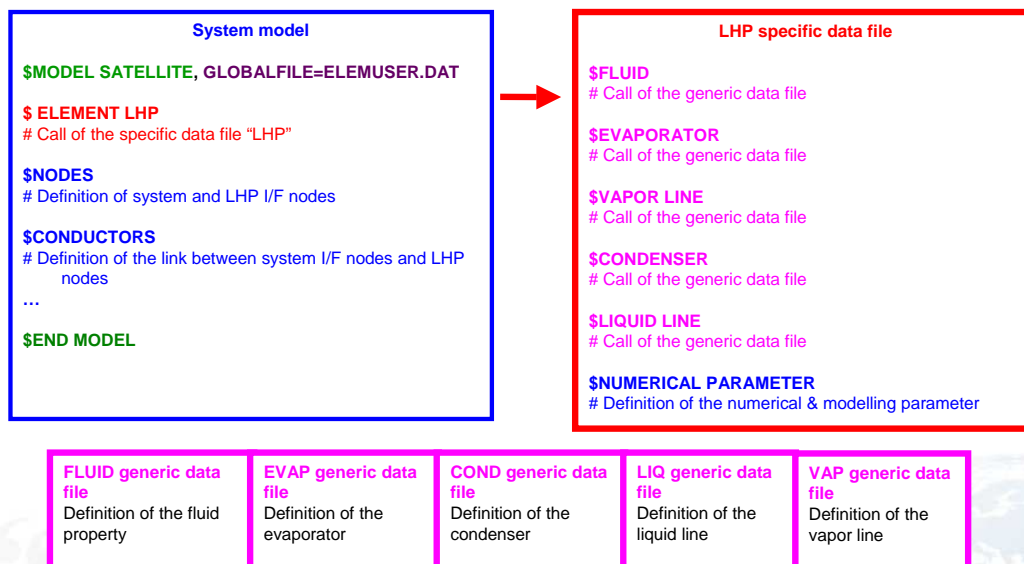 System model
$MODEL SATELLITE, GLOBALFILE=ELEMUSER.DAT
$ ELEMENT LHP
# Call of the specific data file “LHP”
$NODES
# Definition of system and LHP I/F nodes
$CONDUCTORS
# Definition of the link between system I/F nodes and LHP
nodes
…
$END MODEL
LHP specific data file
$FLUID
# Call of the generic data file
$EVAPORATOR
# Call of the generic data file
$VAPOR LINE
# Call of the generic data file
$CONDENSER
# Call of the generic data file
$LIQUID LINE
# Call of the generic data file
$NUMERICAL PARAMETER
# Definition of the numerical & modelling parameter
FLUID generic data
file
Definition of the fluid
property
EVAP generic data
file
Definition of the
evaporator
COND generic data
file
Definition of the
condenser
LIQ generic data
file
Definition of the
liquid line
VAP generic data
file
Definition of the
vapor line